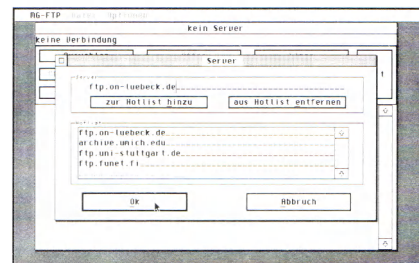 MG-FTP
kein Server
keine Verbindung
Server
ftp.on-luebeck.de
zur Hotlist hinzu
aus Hotlist entfernen
ftp.on-luebeck.de
archive.umich.edu
ftp.uni-stuttgart.de
ftp.funet.fi
Ok
Abbruch